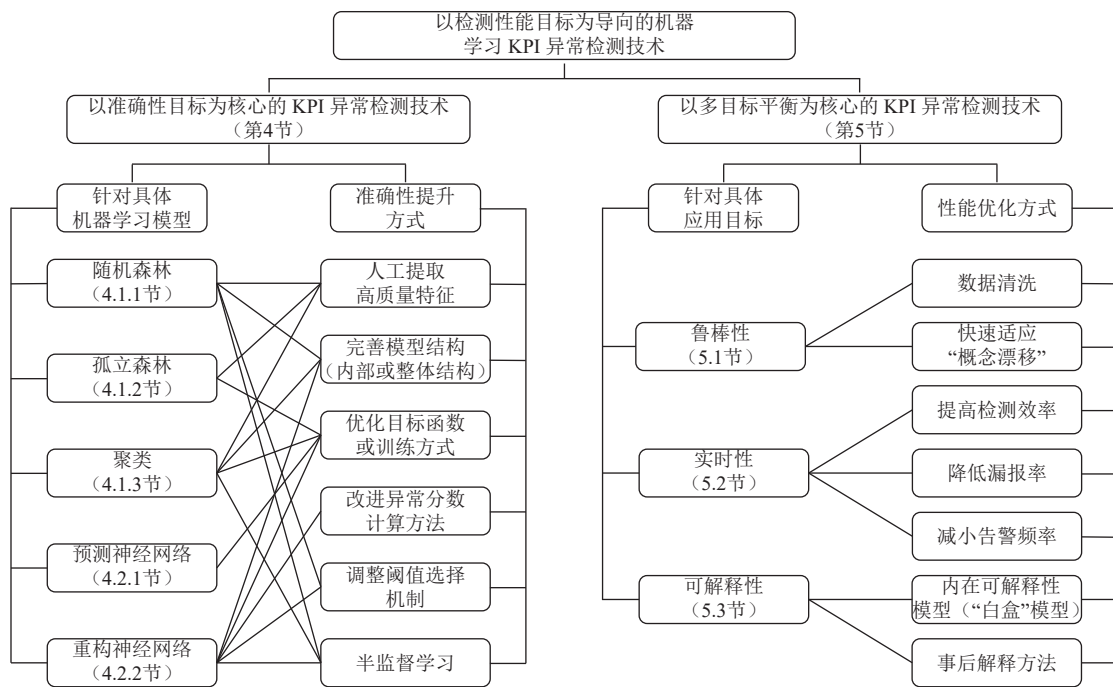 以检测性能目标为导向的机器
学习 KPI 异常检测技术
以准确性目标为核心的 KPI 异常检测技术
（第4节）
以多目标平衡为核心的 KPI 异常检测技术
（第5节）
针对具体
机器学习模型
准确性提升
方式
针对具体
应用目标
性能优化方式
随机森林
（4.1.1节）
孤立森林
（4.1.2节）
聚类
（4.1.3节）
预测神经网络
（4.2.1节）
重构神经网络
（4.2.2节）
人工提取
高质量特征
完善模型结构
（内部或整体结构）
优化目标函数
或训练方式
改进异常分数
计算方法
调整阈值选择
机制
半监督学习
鲁棒性
（5.1节）
实时性
（5.2节）
可解释性
（5.3节）
数据清洗
快速适应
“概念漂移”
提高检测效率
降低漏报率
减小告警频率
内在可解释性
模型（“白盒”模型）
事后解释方法